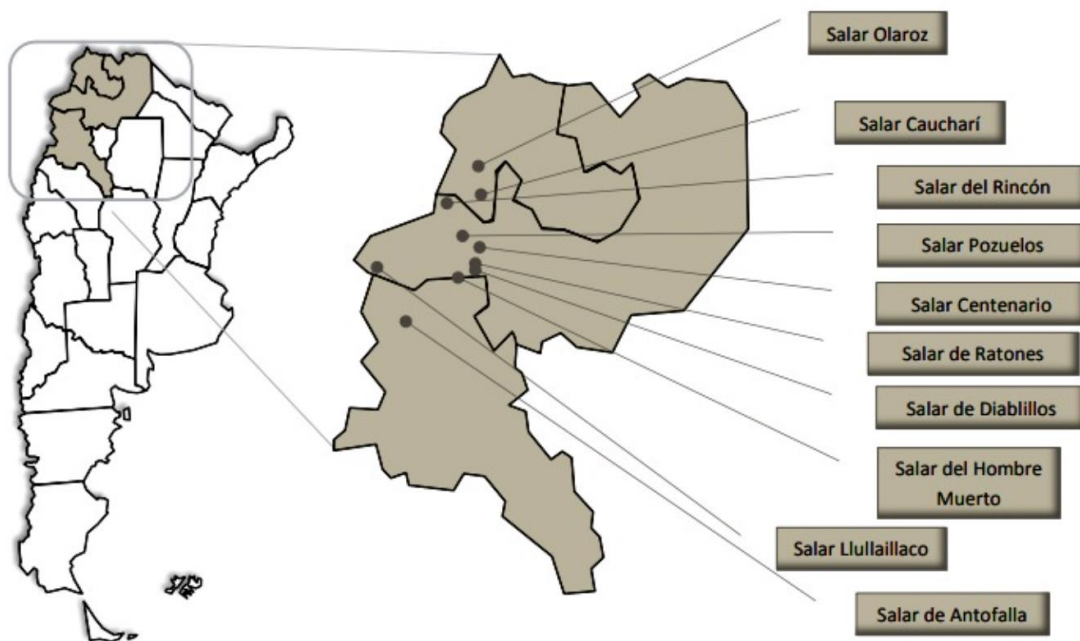 Salar Olaroz
Salar Caucharí
Salar del Rincón
Salar Pozuelos
Salar Centenario
Salar de Ratones
Salar de Diablillos
Salar del Hombre
Muerto
Salar Llullaillaco
Salar de Antofalla